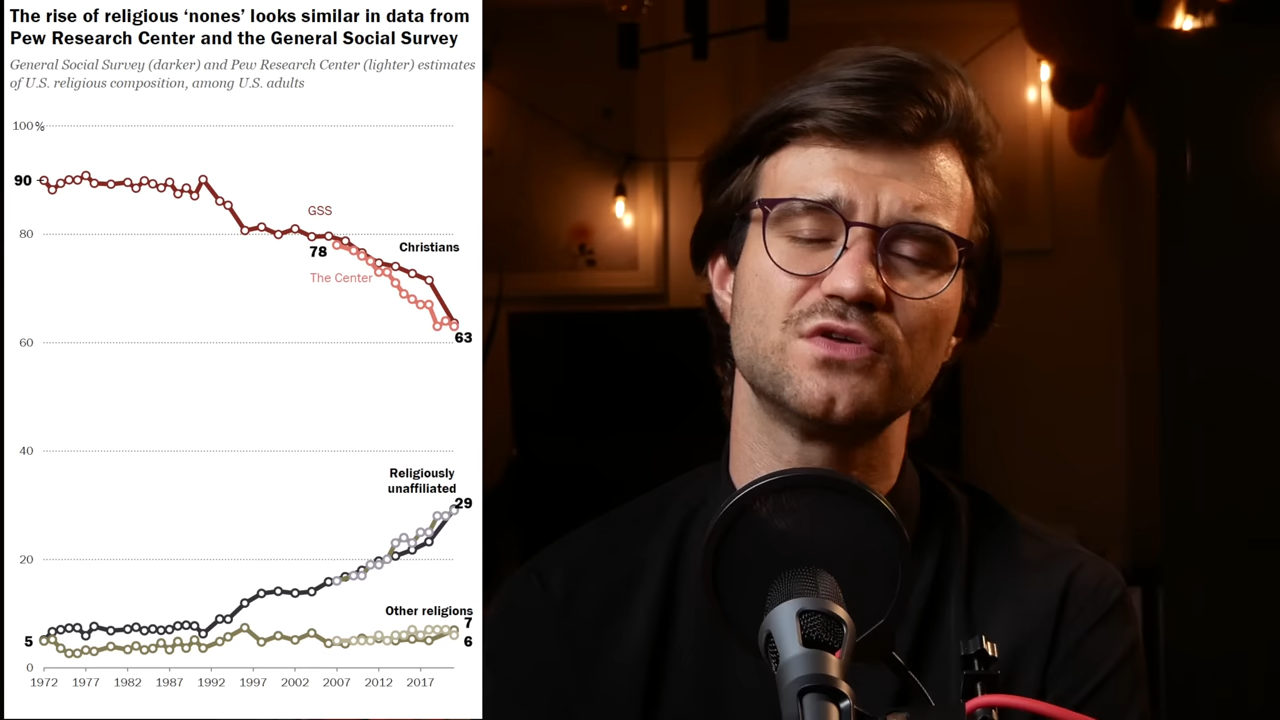 The rise of religious ‘nones’ looks similar in data from
Pew Research Center and the General Social Survey
General Social Survey (darker) and Pew Research Center (lighter) estimates
of U.S. religious composition, among U.S. adults
100%
90
GSS
80
Christians
78
The Center
63
60
40
Religiously
unaffiliated
29
20
Other religions
7
5
6
0
1972 1977 1982 1987 1992 1997 2002 2007 2012 2017